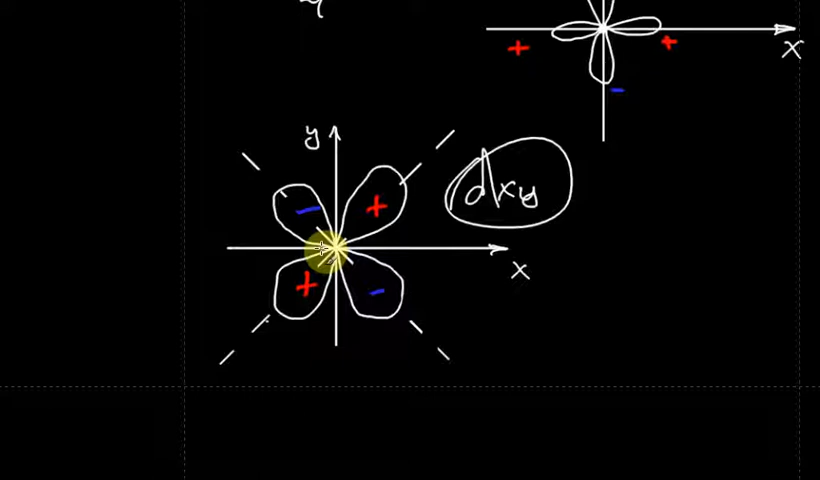 + + x
-
y
- + dxy
x
+ -